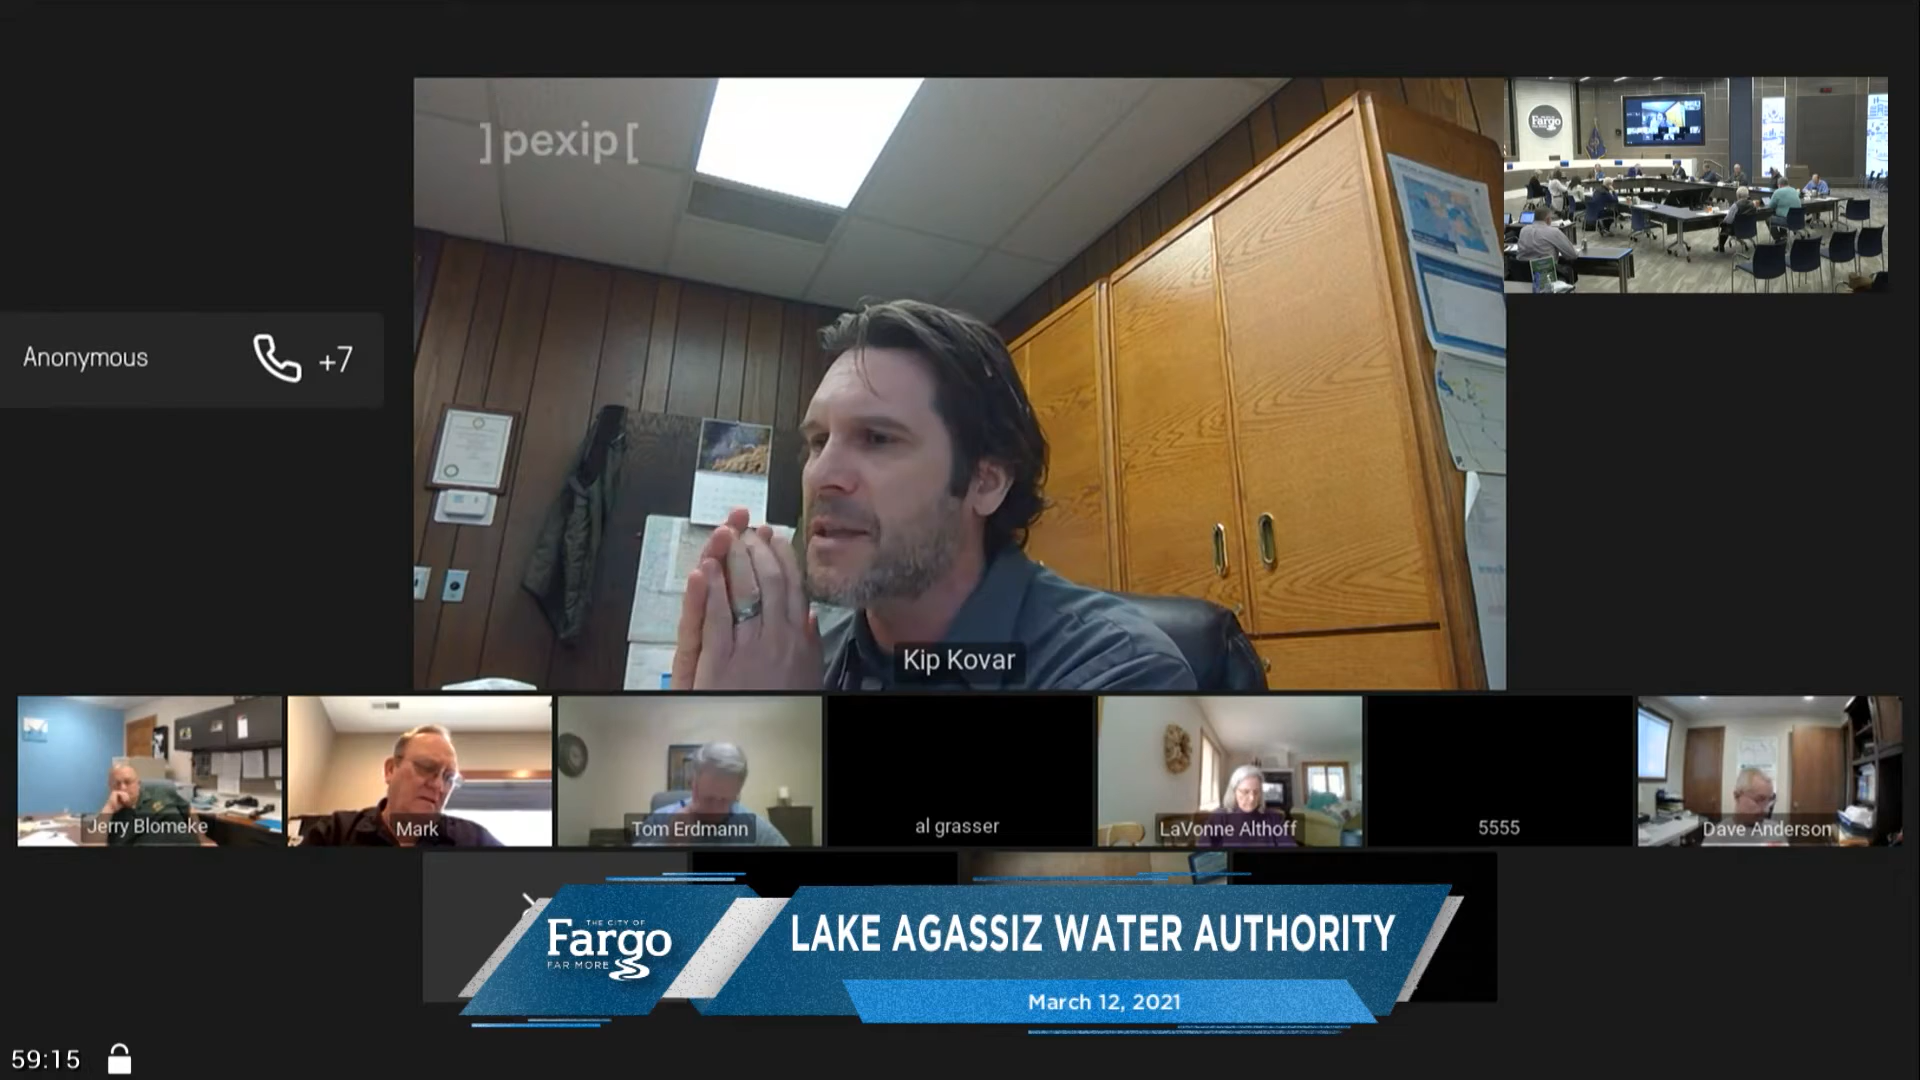 ]pexip[
Fargo
Anonymous
+7
Kip Kovar
Jerry Blomeke
Mark
Tom Erdmann
al grasser
LaVonne Althoff
5555
Dave Anderson
THE CITY OF
Fargo
FAR MORE
LAKE AGASSIZ WATER AUTHORITY
March 12, 2021
59:15